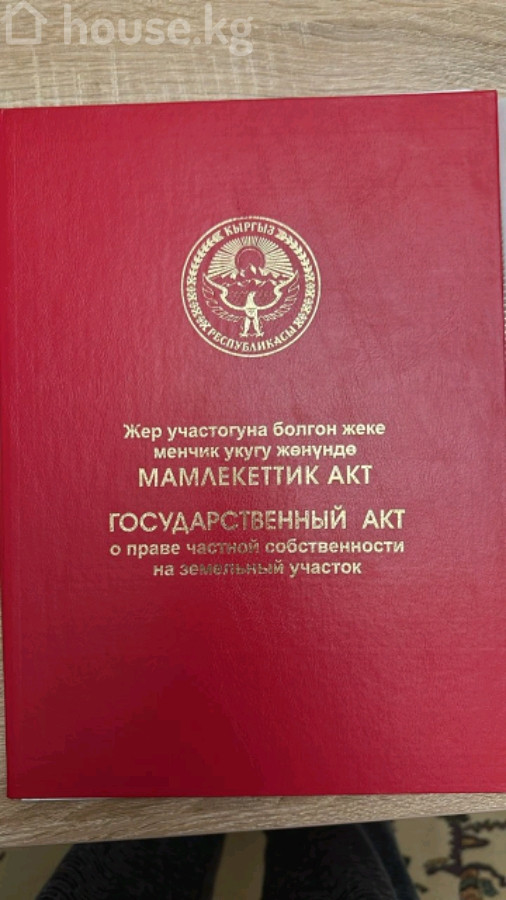 house.kg
КЫРГЫЗ
РЕСПУБЛИКАСЫ
Жер участогуна болгон жеке
менчик укугу жөнүндө
МАМЛЕКЕТТИК АКТ
ГОСУДАРСТВЕННЫЙ АКТ
о праве частной собственности
на земельный участок